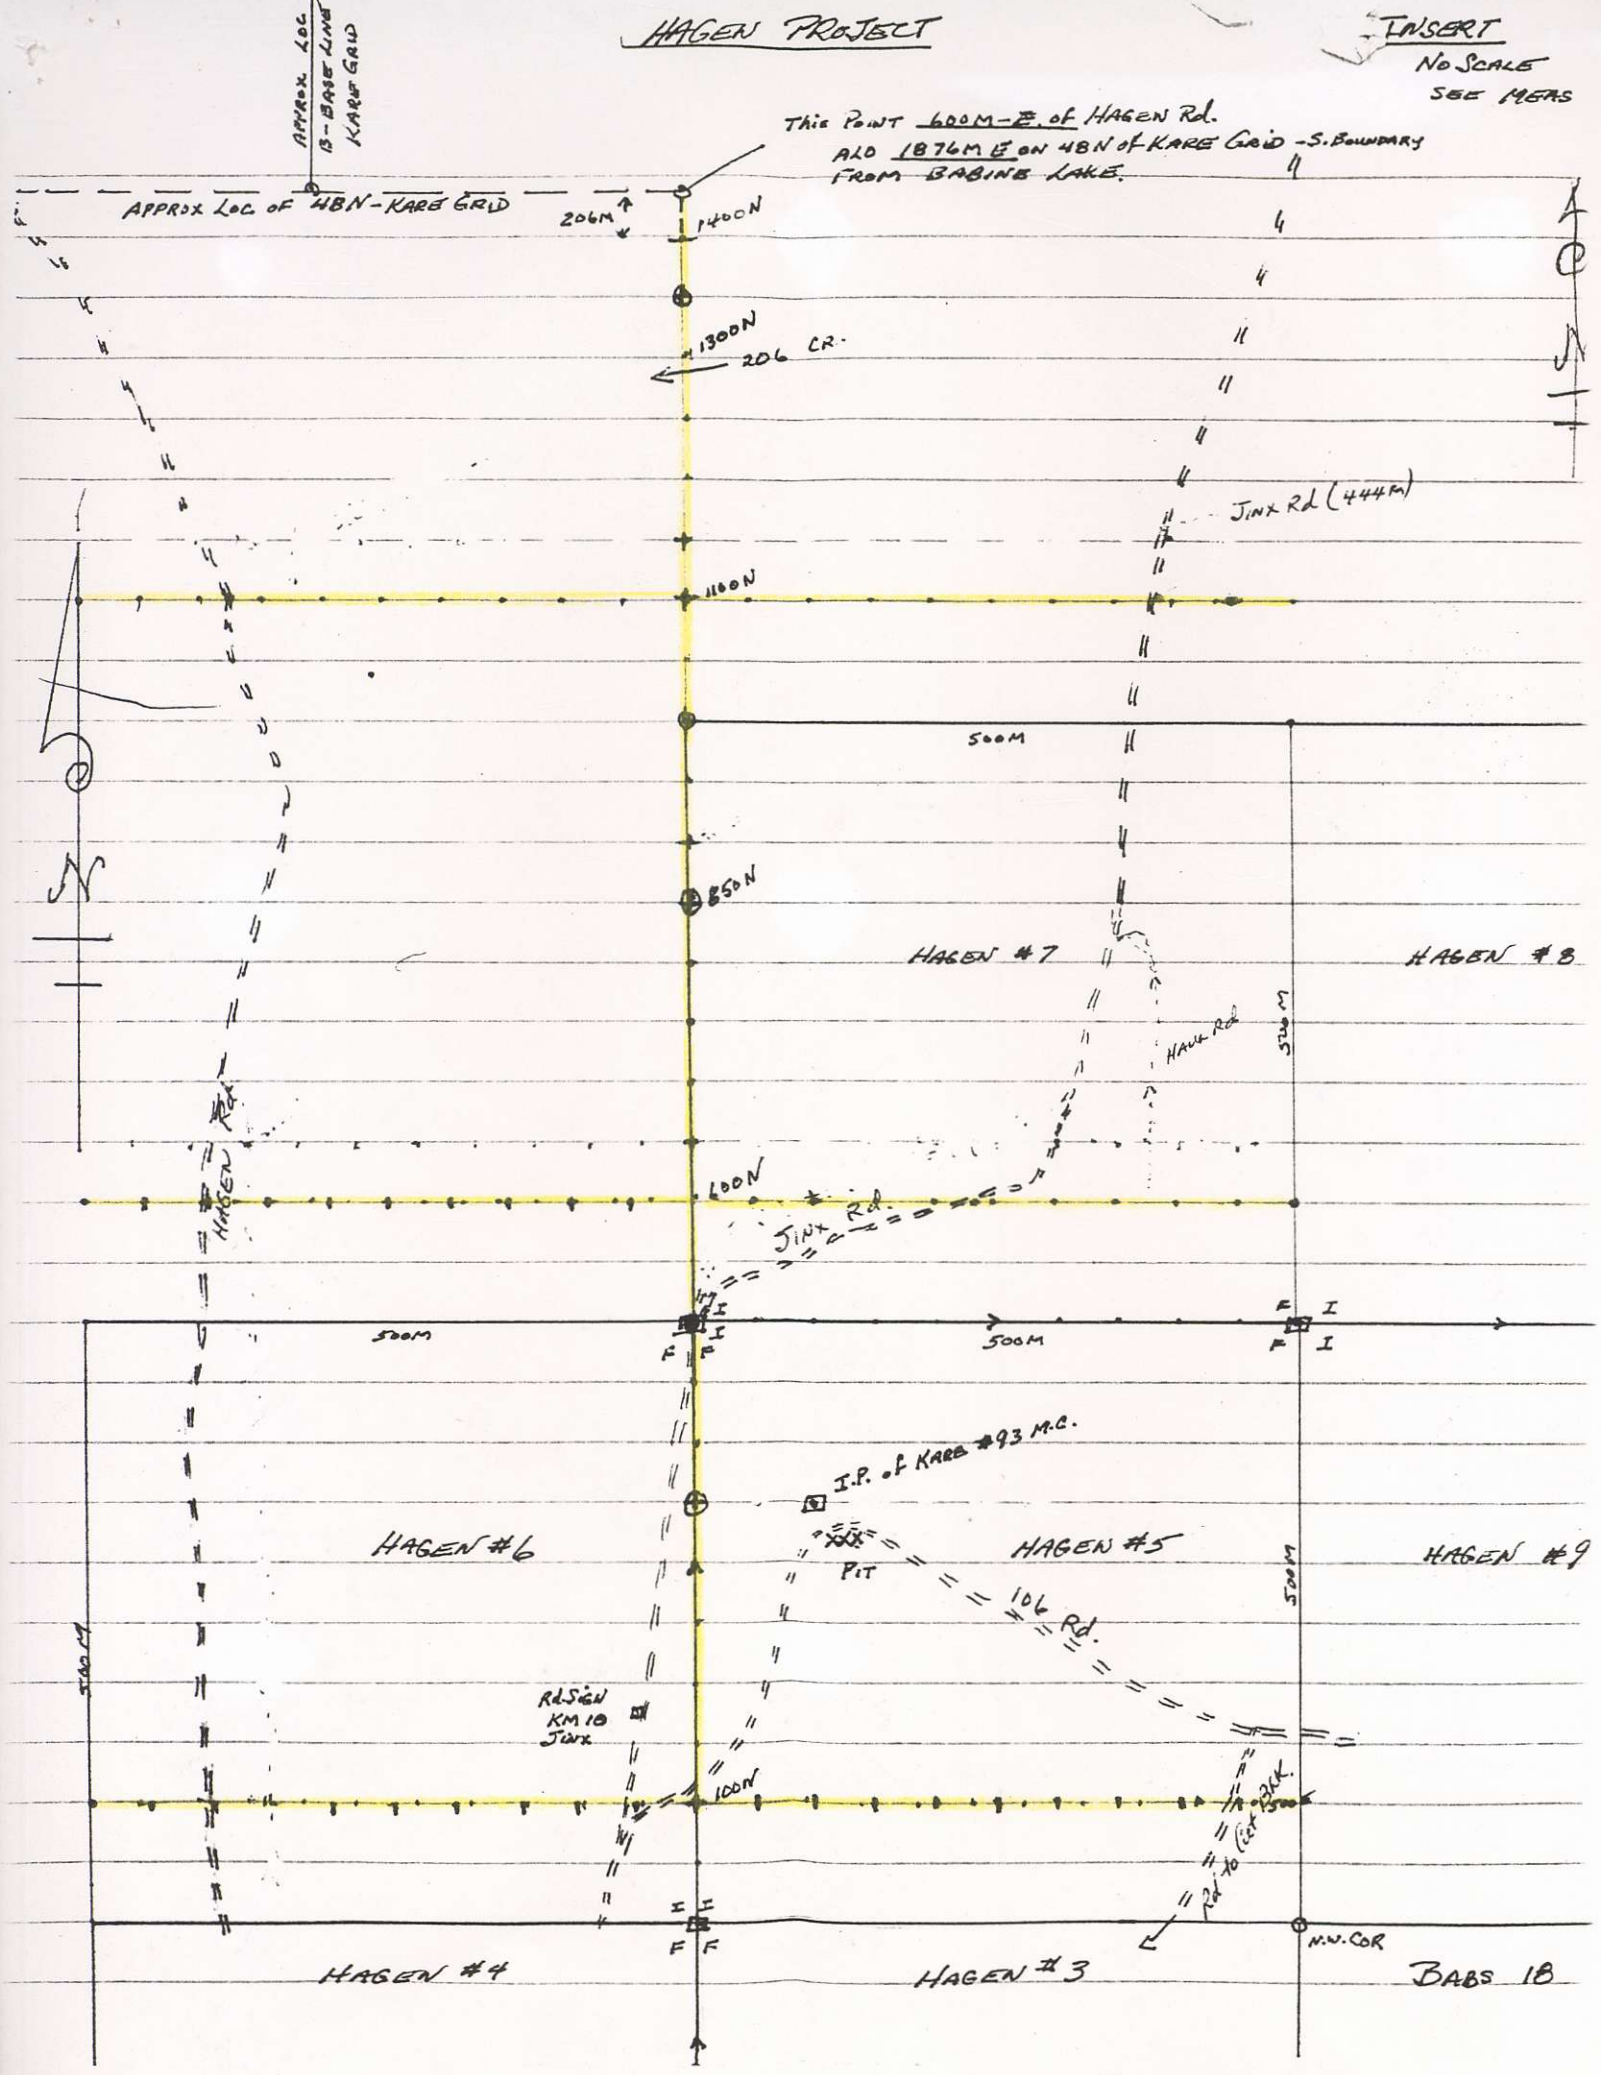 HAGEN PROJECT
INSERT
NO SCALE
SEE MEAS
APPROX LOC
B-BASE LINE
KARE GRID
This POINT 600M-E. of HAGEN Rd.
ALO 1876M E ON 48N of KARE GRID -S. BOUNDARY
FROM BABINE LAKE.
APPROX LOC OF 48N-KARE GRID
206M
1400N
1300N
206 CR.
JINX Rd (444M)
1100N
500M
N
850N
HAGEN #7
HAGEN #8
500M
HAUL Rd
HAGEN Rd
600N
JINX Rd.
I
I
F F
F I
F I
500M
500M
I.P. of KARE #93 M.C.
HAGEN #6
PIT
HAGEN #5
HAGEN #9
500M
106 Rd.
500M
Rd. SIGN
KM 18
JINX
100N
500E
Rd to Cut BLK.
I I
F F
N.W. COR
HAGEN #4
HAGEN #3
BABS 18